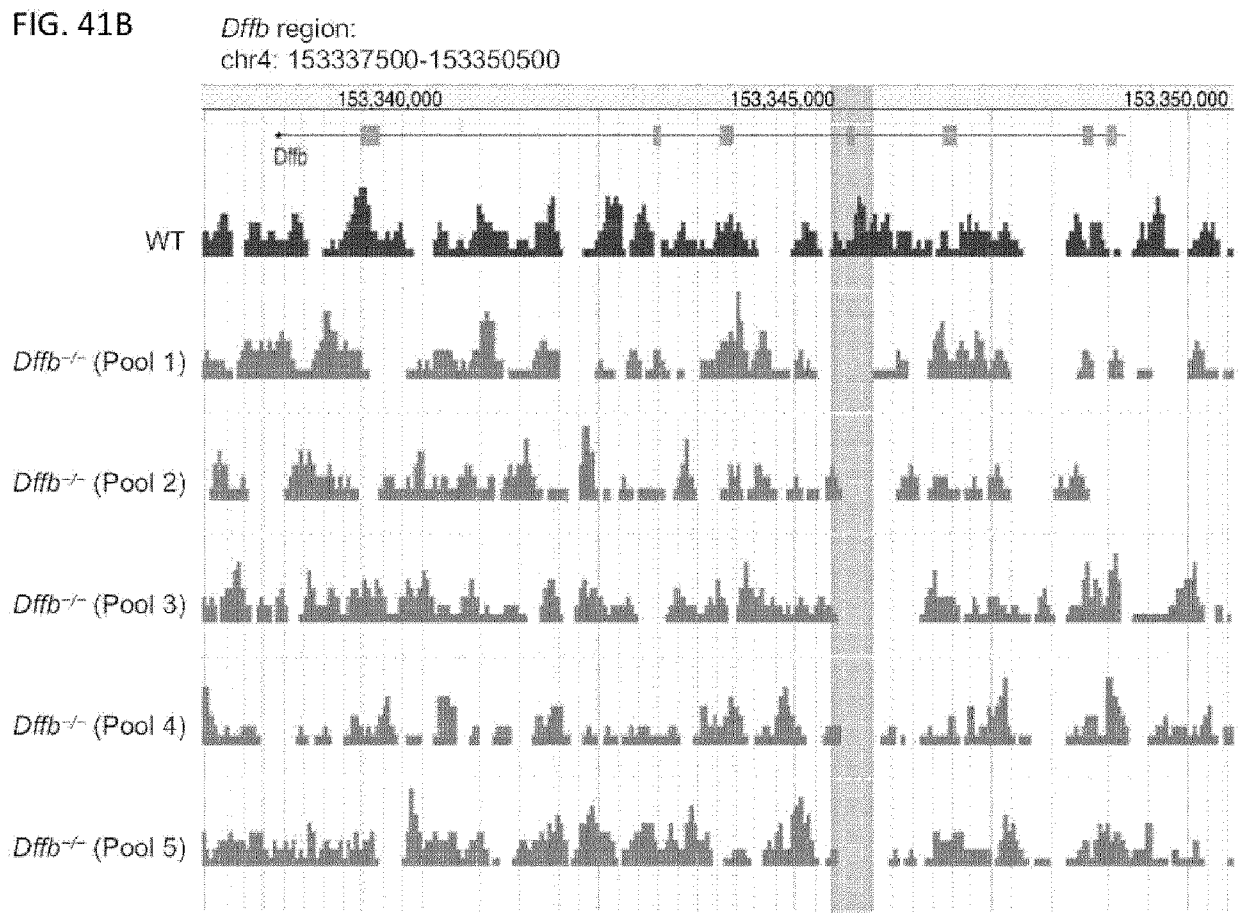 FIG. 41B
Dffb region:
chr4: 153337500-153350500
153,340,000 153,345,000 153,350,000
Dffb
WT
Dffb⁻/⁻ (Pool 1)
Dffb⁻/⁻ (Pool 2)
Dffb⁻/⁻ (Pool 3)
Dffb⁻/⁻ (Pool 4)
Dffb⁻/⁻ (Pool 5)